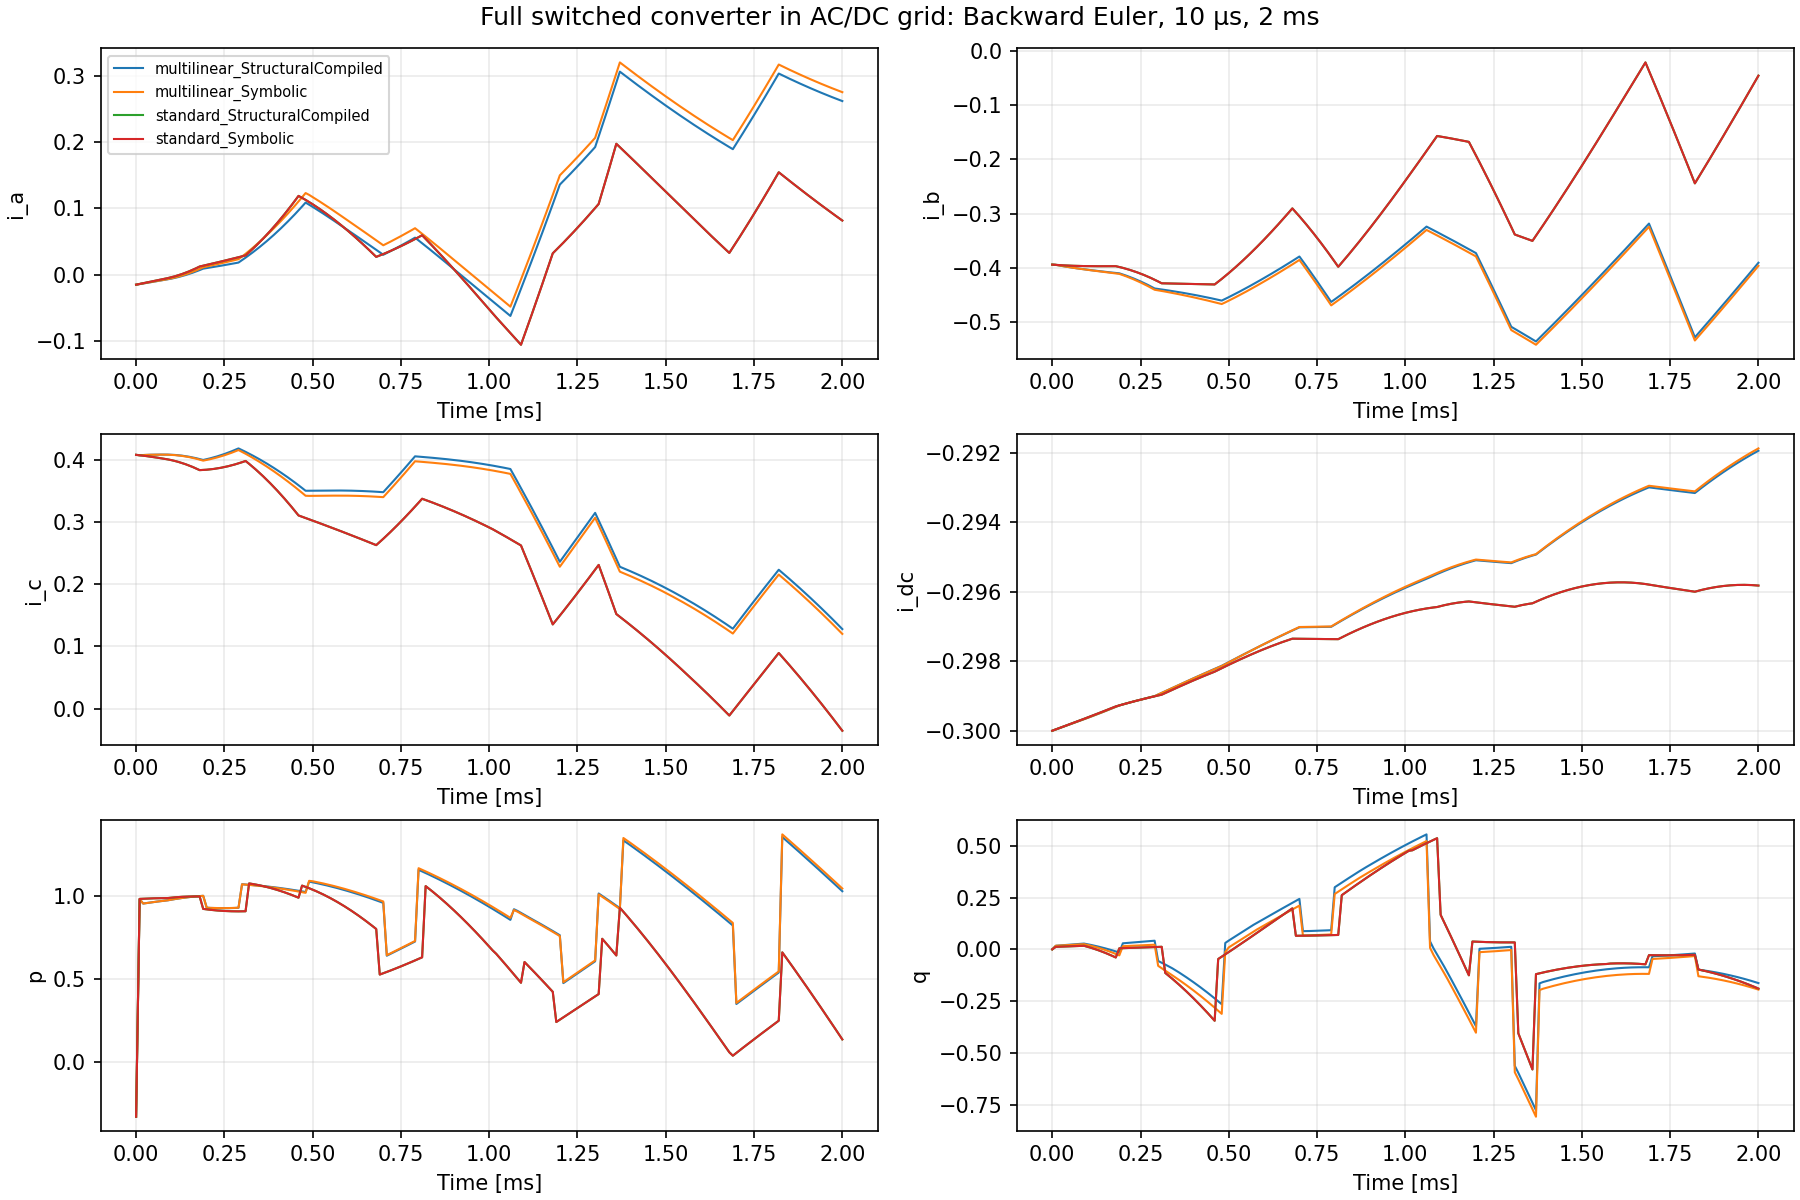 Full switched converter in AC/DC grid: Backward Euler, 10 µs, 2 ms
multilinear_StructuralCompiled
multilinear_Symbolic
standard_StructuralCompiled
standard_Symbolic
0.3
0.2
0.1
0.0
−0.1
i_a
0.00 0.25 0.50 0.75 1.00 1.25 1.50 1.75 2.00
Time [ms]
0.0
−0.1
−0.2
−0.3
−0.4
−0.5
i_b
0.00 0.25 0.50 0.75 1.00 1.25 1.50 1.75 2.00
Time [ms]
0.4
0.3
0.2
0.1
0.0
i_c
0.00 0.25 0.50 0.75 1.00 1.25 1.50 1.75 2.00
Time [ms]
−0.292
−0.294
−0.296
−0.298
−0.300
i_dc
0.00 0.25 0.50 0.75 1.00 1.25 1.50 1.75 2.00
Time [ms]
1.0
0.5
0.0
p
0.00 0.25 0.50 0.75 1.00 1.25 1.50 1.75 2.00
Time [ms]
0.50
0.25
0.00
−0.25
−0.50
−0.75
q
0.00 0.25 0.50 0.75 1.00 1.25 1.50 1.75 2.00
Time [ms]